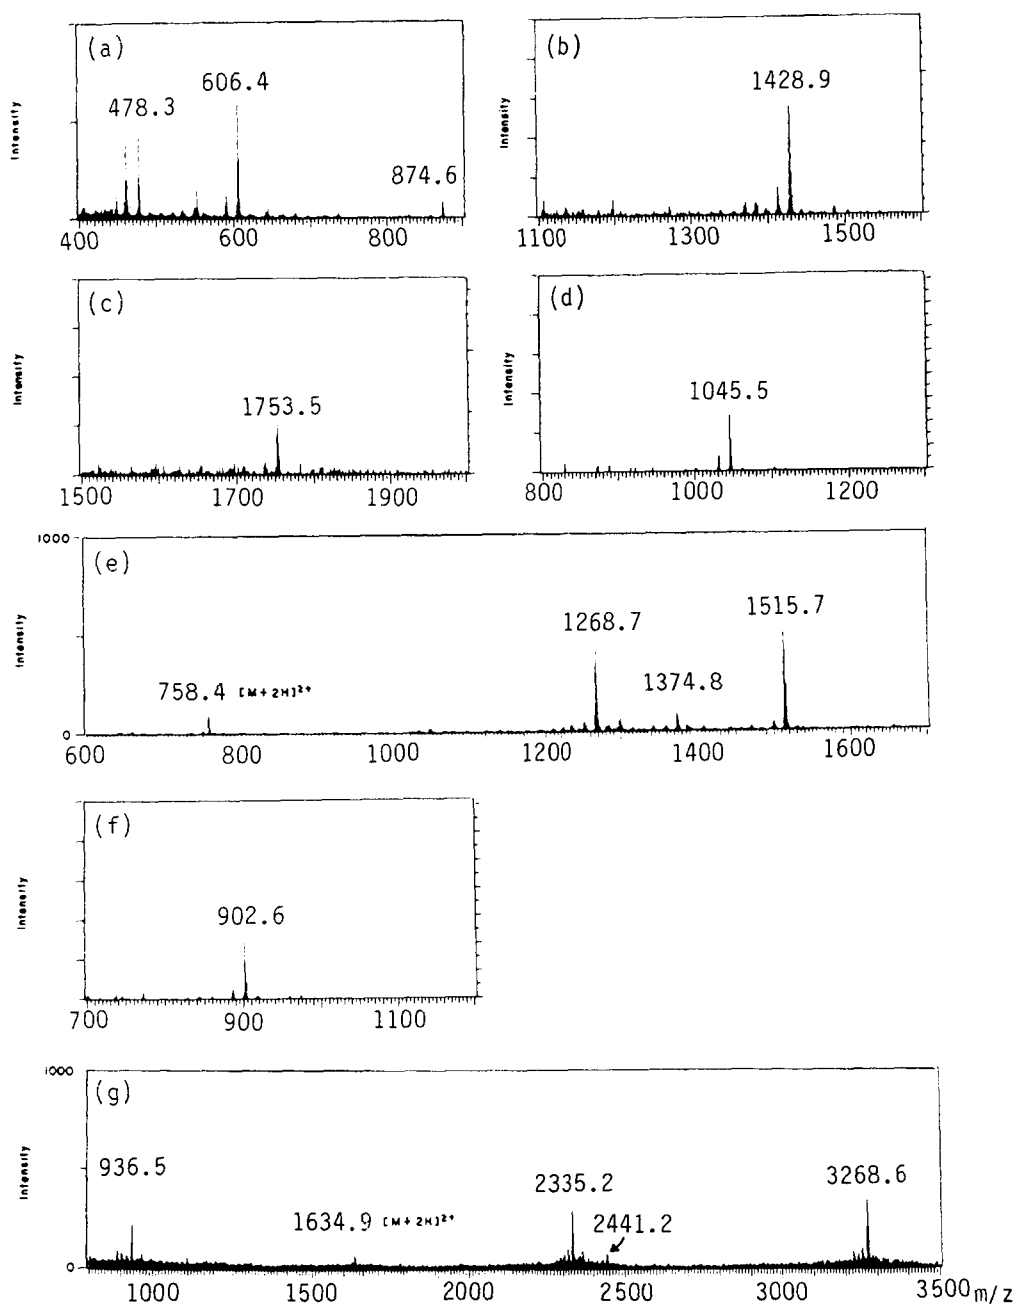 (a)
Intensity
478.3
606.4
874.6
400
600
800
(b)
Intensity
1428.9
1100
1300
1500
(c)
Intensity
1753.5
1500
1700
1900
(d)
Intensity
1045.5
800
1000
1200
1000
(e)
Intensity
758.4 [M+2H]²⁺
1268.7
1374.8
1515.7
0
600
800
1000
1200
1400
1600
(f)
Intensity
902.6
700
900
1100
1000
(g)
Intensity
936.5
1634.9 [M+2H]²⁺
2335.2
2441.2
3268.6
0
1000
1500
2000
2500
3000
3500 m/z